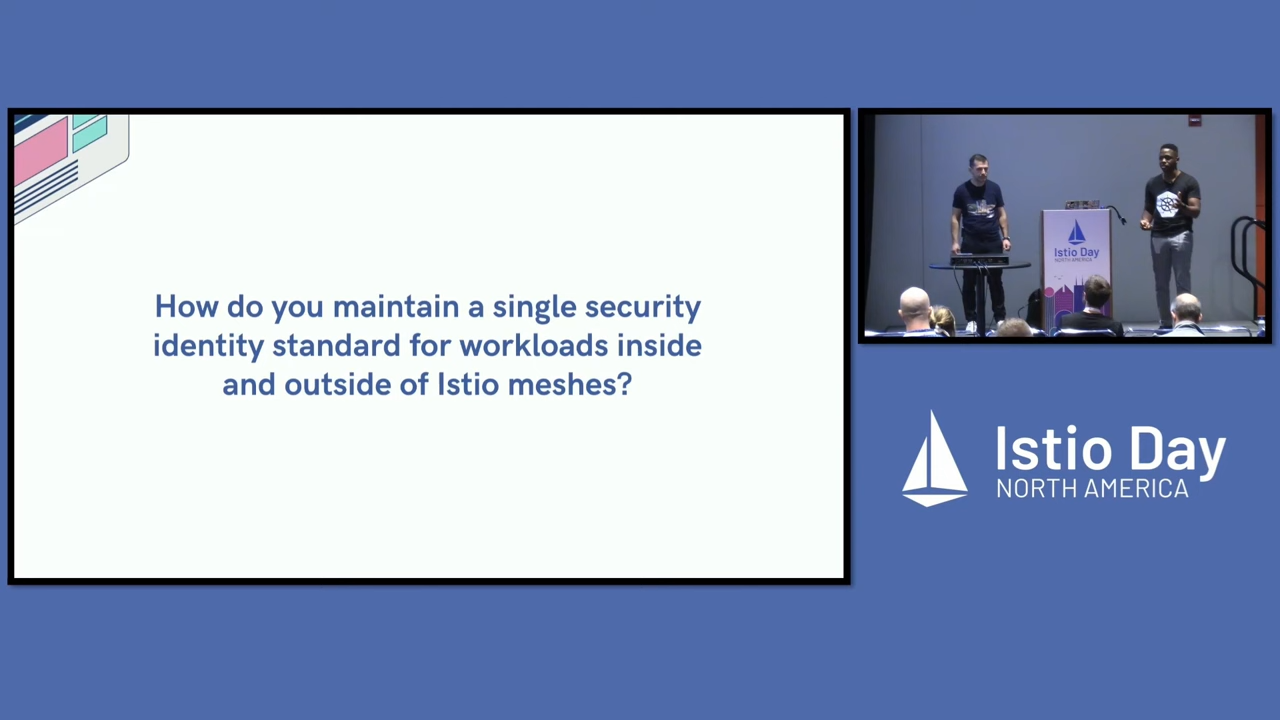 How do you maintain a single security
identity standard for workloads inside
and outside of Istio meshes?
Istio Day
NORTH AMERICA
Istio Day
NORTH AMERICA